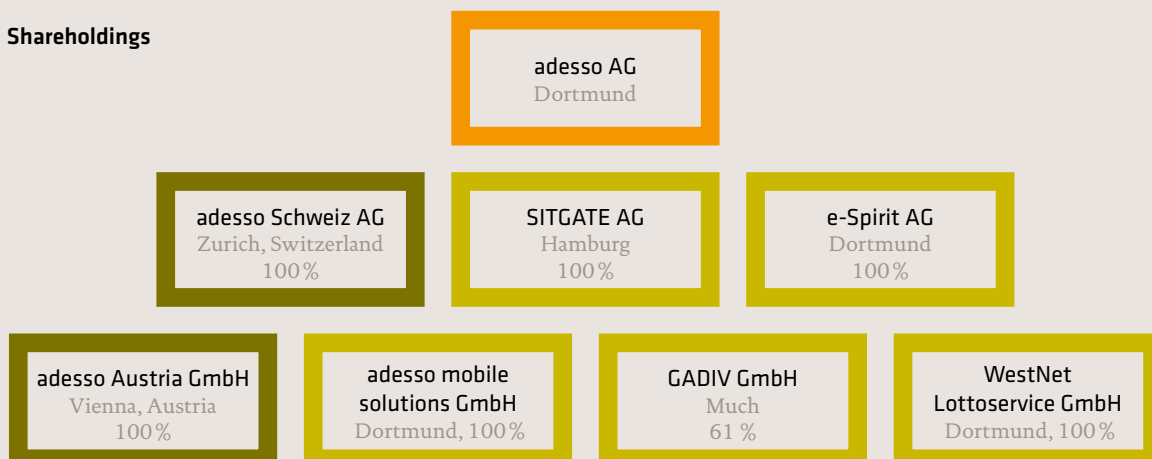 Shareholdings
adesso AG
Dortmund
adesso Schweiz AG
Zurich, Switzerland
100 %
SITGATE AG
Hamburg
100 %
e-Spirit AG
Dortmund
100 %
adesso Austria GmbH
Vienna, Austria
100 %
adesso mobile
solutions GmbH
Dortmund, 100 %
GADIV GmbH
Much
61 %
WestNet
Lottoservice GmbH
Dortmund, 100 %